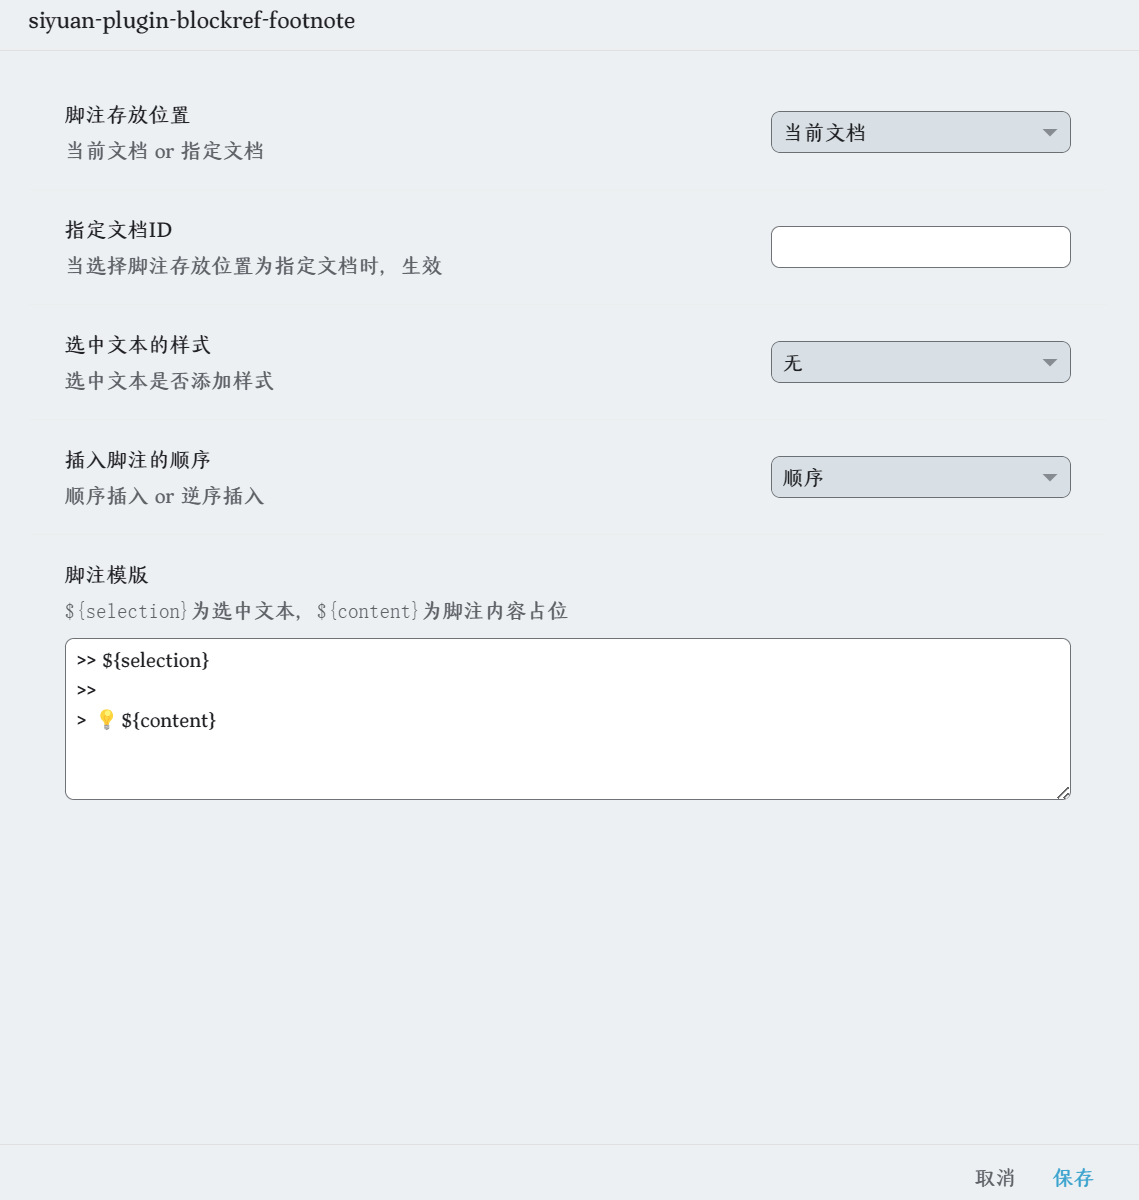 siyuan-plugin-blockref-footnote
脚注存放位置
当前文档 or 指定文档
当前文档
指定文档ID
当选择脚注存放位置为指定文档时，生效
选中文本的样式
选中文本是否添加样式
无
插入脚注的顺序
顺序插入 or 逆序插入
顺序
脚注模版
${selection}为选中文本，${content}为脚注内容占位
>> ${selection}
>>
> 💡${content}
取消 保存